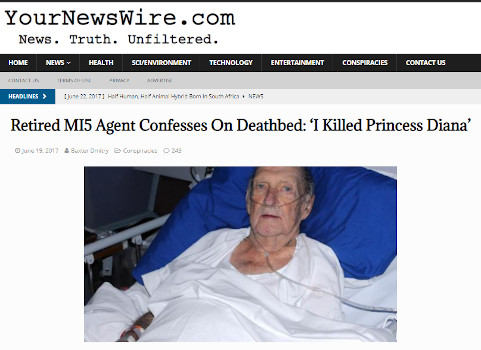 YourNewsWire.com
News. Truth. Unfiltered.
HOME NEWS HEALTH SCI/ENVIRONMENT TECHNOLOGY ENTERTAINMENT CONSPIRACIES CONTACT US
CONTACT US TERMS OF USE PRIVACY ADVERTISE
HEADLINES [ June 22, 2017 ] Half Human, Half Animal Hybrid Born In South Africa NEWS
Retired MI5 Agent Confesses On Deathbed: ‘I Killed Princess Diana’
June 19, 2017 Baxter Dmitry Conspiracies 243